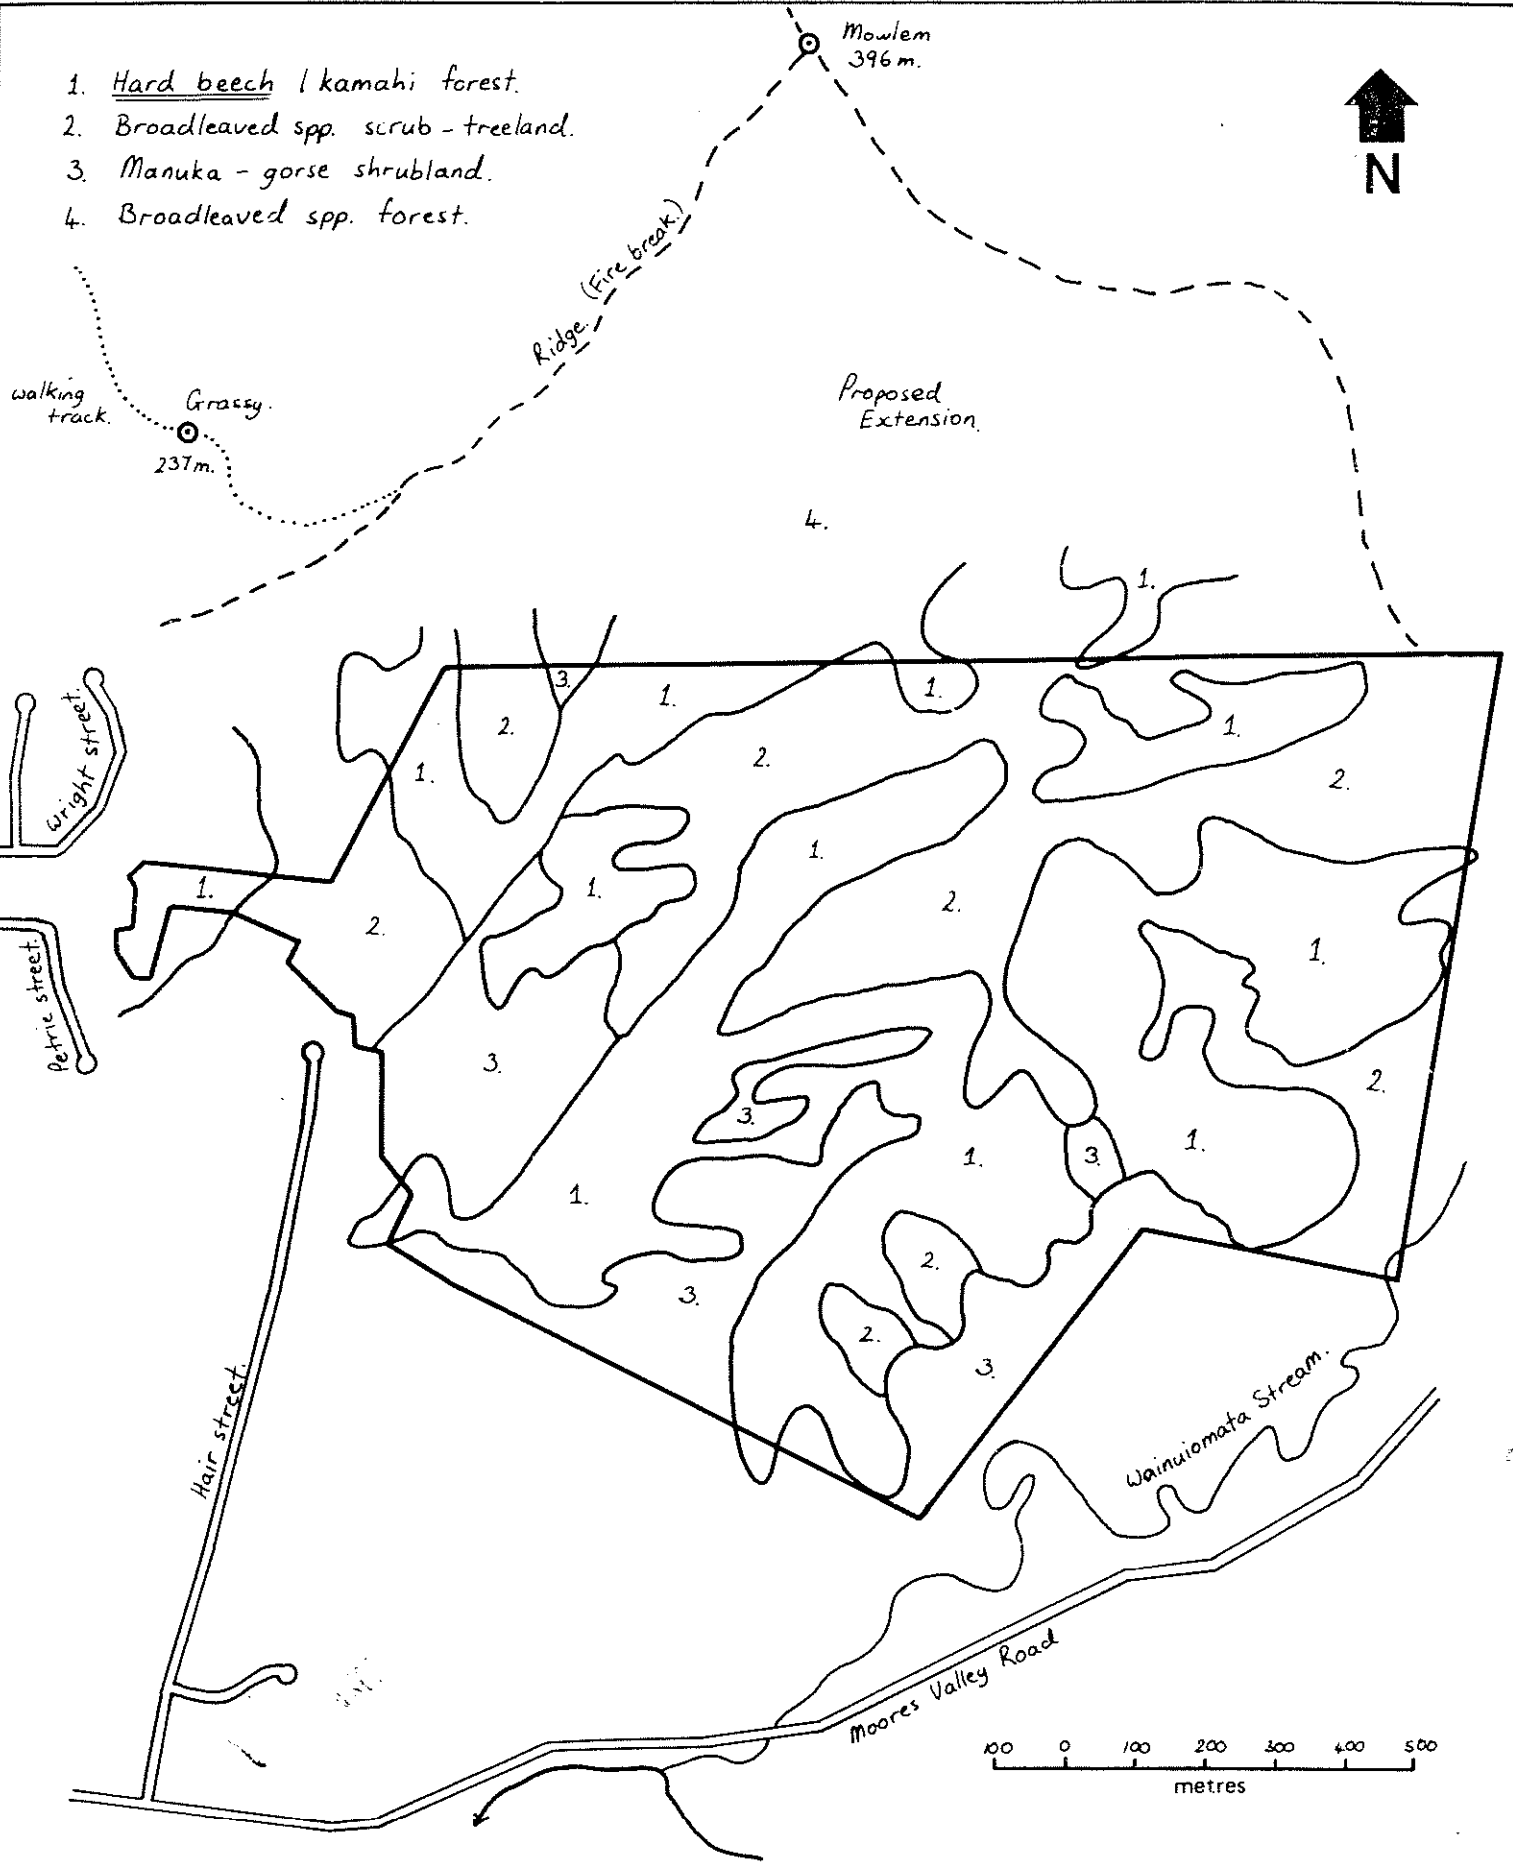 Mowlem
396 m.
1. Hard beech / kamahi forest.
2. Broadleaved spp. scrub - treeland.
3. Manuka - gorse shrubland.
4. Broadleaved spp. forest.
N
Ridge. (Fire break.)
walking
track.
Grassy.
237m.
Proposed
Extension.
4.
1.
3.
1.
1.
2.
1.
1.
2.
2.
Wright street.
1.
1.
1.
2.
2.
1.
Petrie street.
3.
2.
3.
1.
1.
3.
1.
2.
3.
2.
3.
Hair street.
Wainuiomata Stream.
Moores Valley Road
100 0 100 200 300 400 500
metres